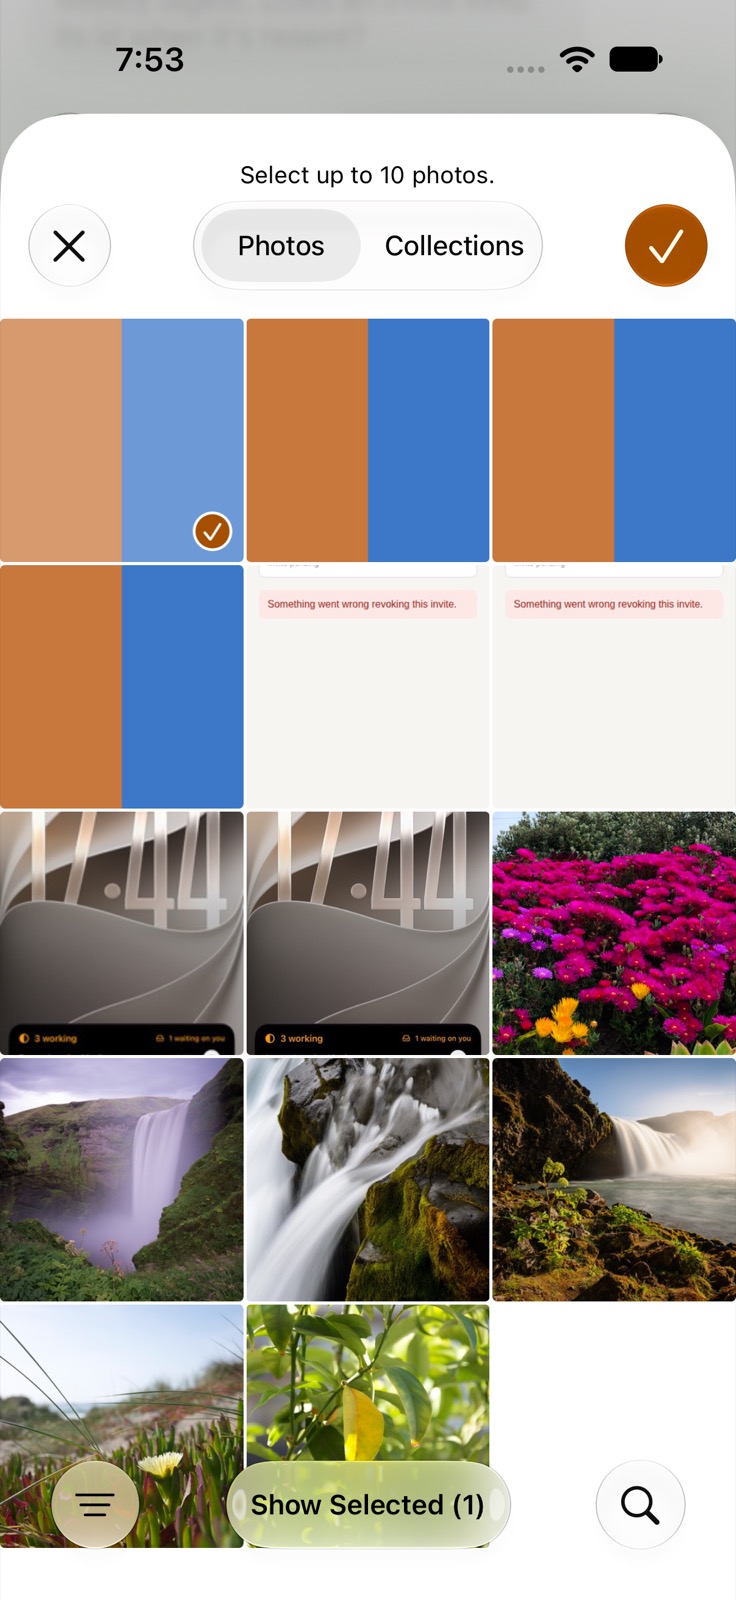 7:53
Select up to 10 photos.
Photos
Collections
Something went wrong revoking this invite.
Something went wrong revoking this invite.
3 working
1 waiting on you
3 working
1 waiting on you
Show Selected (1)